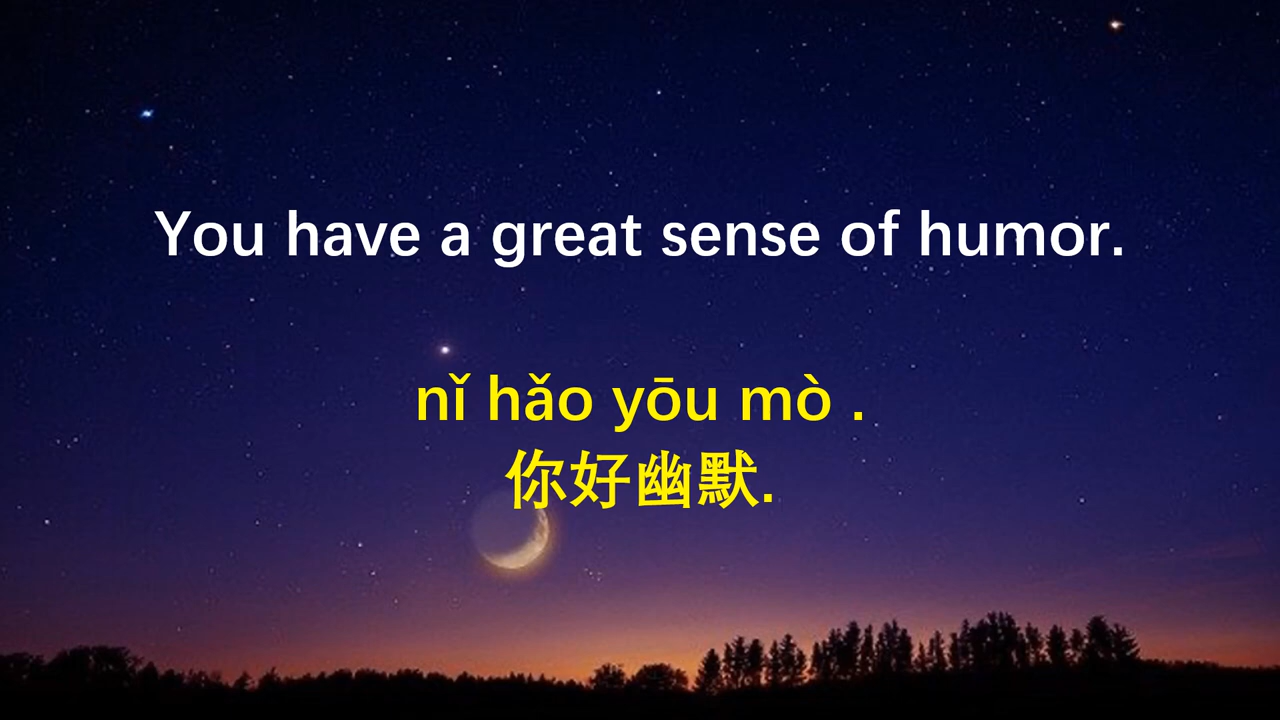 You have a great sense of humor.
nǐ hǎo yōu mò .
你好幽默.